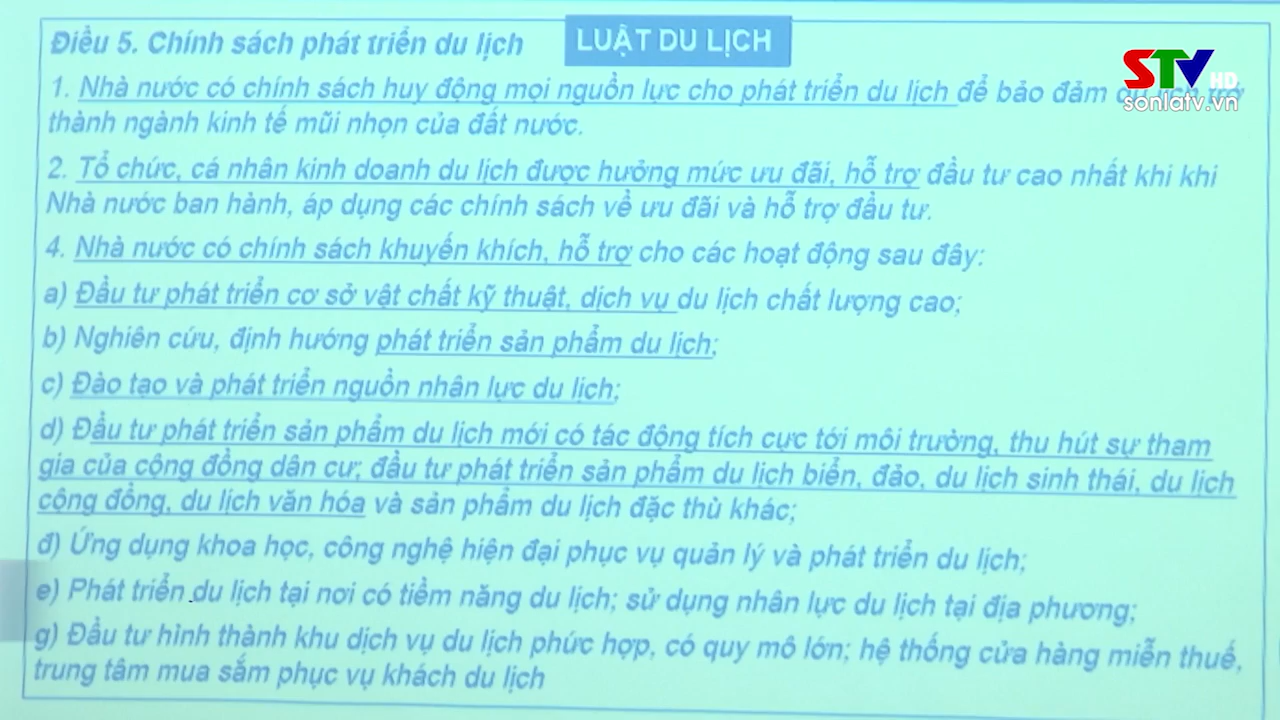 LUẬT DU LỊCH
Điều 5. Chính sách phát triển du lịch
STV HD
sonlatv.vn
1. Nhà nước có chính sách huy động mọi nguồn lực cho phát triển du lịch để bảo đảm du lịch trở
thành ngành kinh tế mũi nhọn của đất nước.
2. Tổ chức, cá nhân kinh doanh du lịch được hưởng mức ưu đãi, hỗ trợ đầu tư cao nhất khi khi
Nhà nước ban hành, áp dụng các chính sách về ưu đãi và hỗ trợ đầu tư.
4. Nhà nước có chính sách khuyến khích, hỗ trợ cho các hoạt động sau đây:
a) Đầu tư phát triển cơ sở vật chất kỹ thuật, dịch vụ du lịch chất lượng cao;
b) Nghiên cứu, định hướng phát triển sản phẩm du lịch;
c) Đào tạo và phát triển nguồn nhân lực du lịch;
d) Đầu tư phát triển sản phẩm du lịch mới có tác động tích cực tới môi trường, thu hút sự tham
gia của cộng đồng dân cư; đầu tư phát triển sản phẩm du lịch biển, đảo, du lịch sinh thái, du lịch
cộng đồng, du lịch văn hóa và sản phẩm du lịch đặc thù khác;
đ) Ứng dụng khoa học, công nghệ hiện đại phục vụ quản lý và phát triển du lịch;
e) Phát triển du lịch tại nơi có tiềm năng du lịch; sử dụng nhân lực du lịch tại địa phương;
g) Đầu tư hình thành khu dịch vụ du lịch phức hợp, có quy mô lớn; hệ thống cửa hàng miễn thuế,
trung tâm mua sắm phục vụ khách du lịch